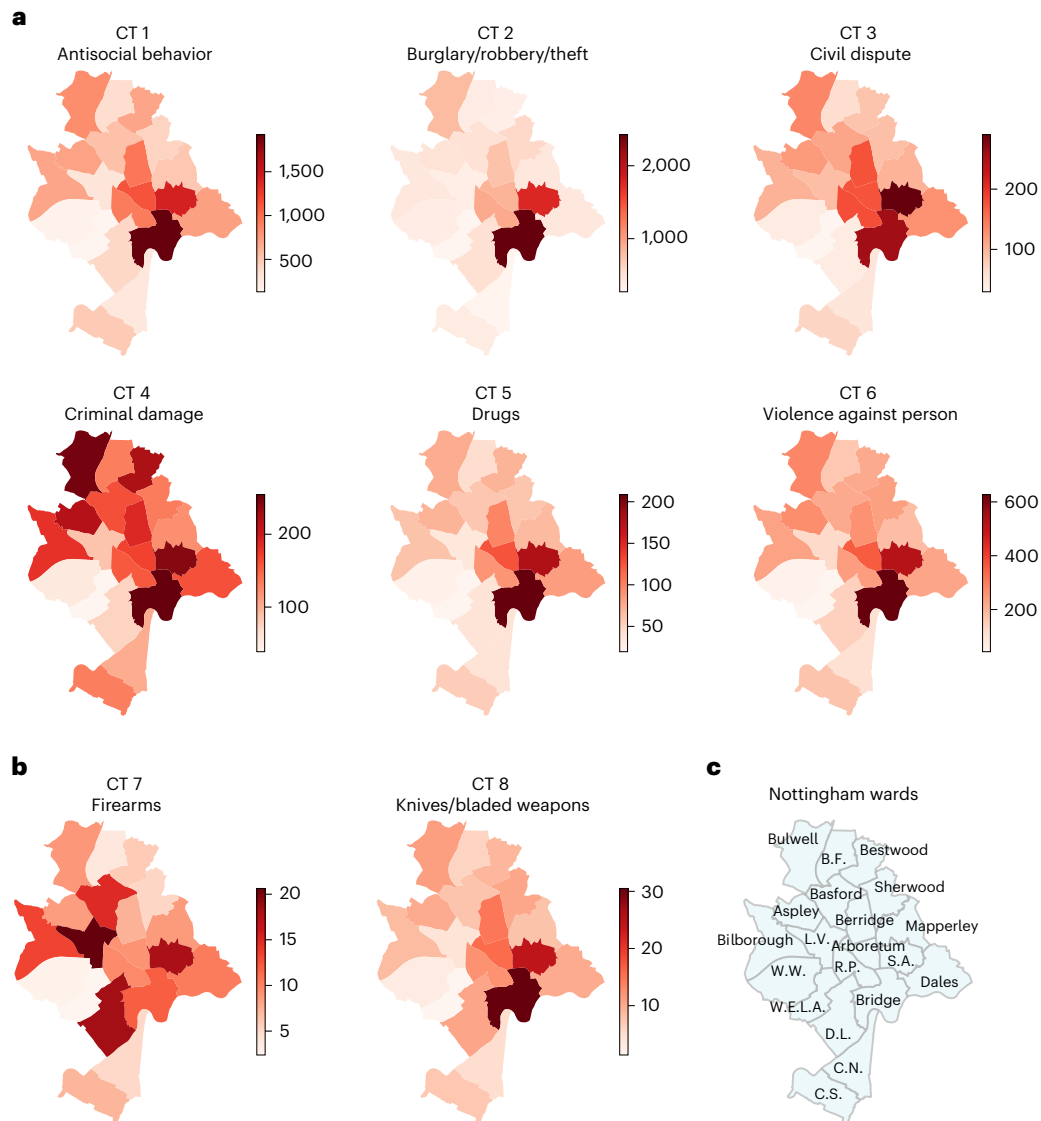 a
CT 1
Antisocial behavior
1,500
1,000
500
CT 2
Burglary/robbery/theft
2,000
1,000
CT 3
Civil dispute
200
100
CT 4
Criminal damage
200
100
CT 5
Drugs
200
150
100
50
CT 6
Violence against person
600
400
200
b
CT 7
Firearms
20
15
10
5
CT 8
Knives/bladed weapons
30
20
10
c
Nottingham wards
Bulwell
B.F.
Bestwood
Basford
Sherwood
Aspley
Berridge
Mapperley
Bilborough
L.V.
Arboretum
S.A.
W.W.
R.P.
Dales
W.E.L.A.
Bridge
D.L.
C.N.
C.S.